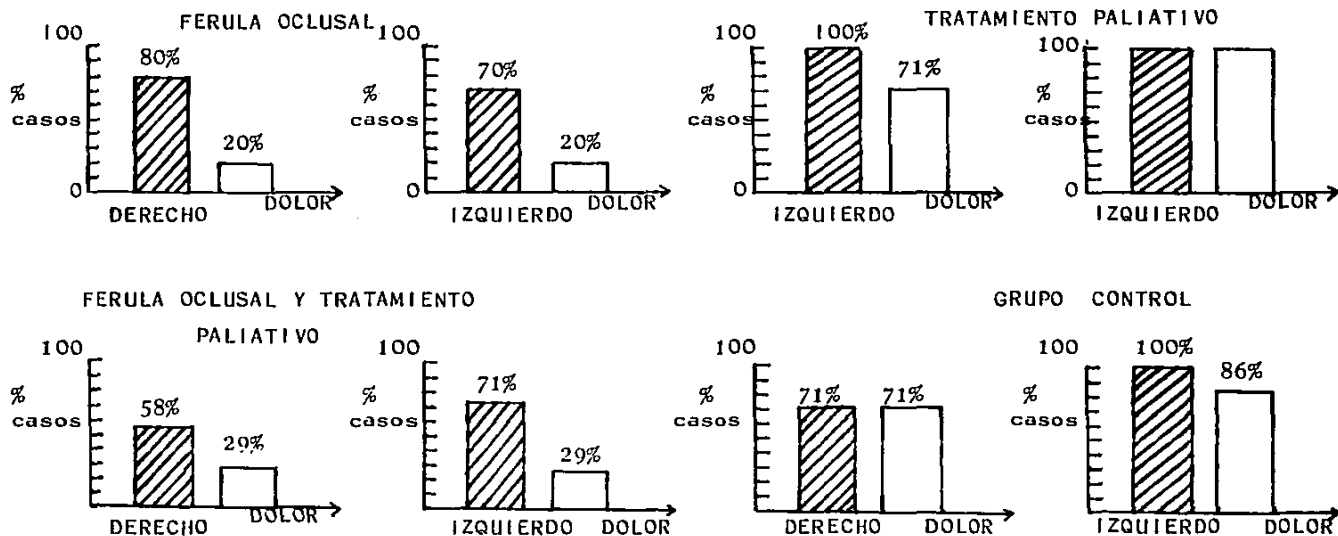 FERULA OCLUSAL
100
80%
%
casos
20%
0
DERECHO
DOLOR
100
70%
%
casos
20%
0
IZQUIERDO
DOLOR
TRATAMIENTO PALIATIVO
100
100%
71%
%
casos
0
IZQUIERDO
DOLOR
100
%
casos
0
IZQUIERDO
DOLOR
FERULA OCLUSAL Y TRATAMIENTO
PALIATIVO
100
%
casos
58%
29%
DERECHO
DOLOR
100
%
casos
71%
29%
IZQUIERDO
DOLOR
GRUPO CONTROL
100
%
casos
71%
71%
DERECHO
DOLOR
100
100%
86%
%
casos
IZQUIERDO
DOLOR